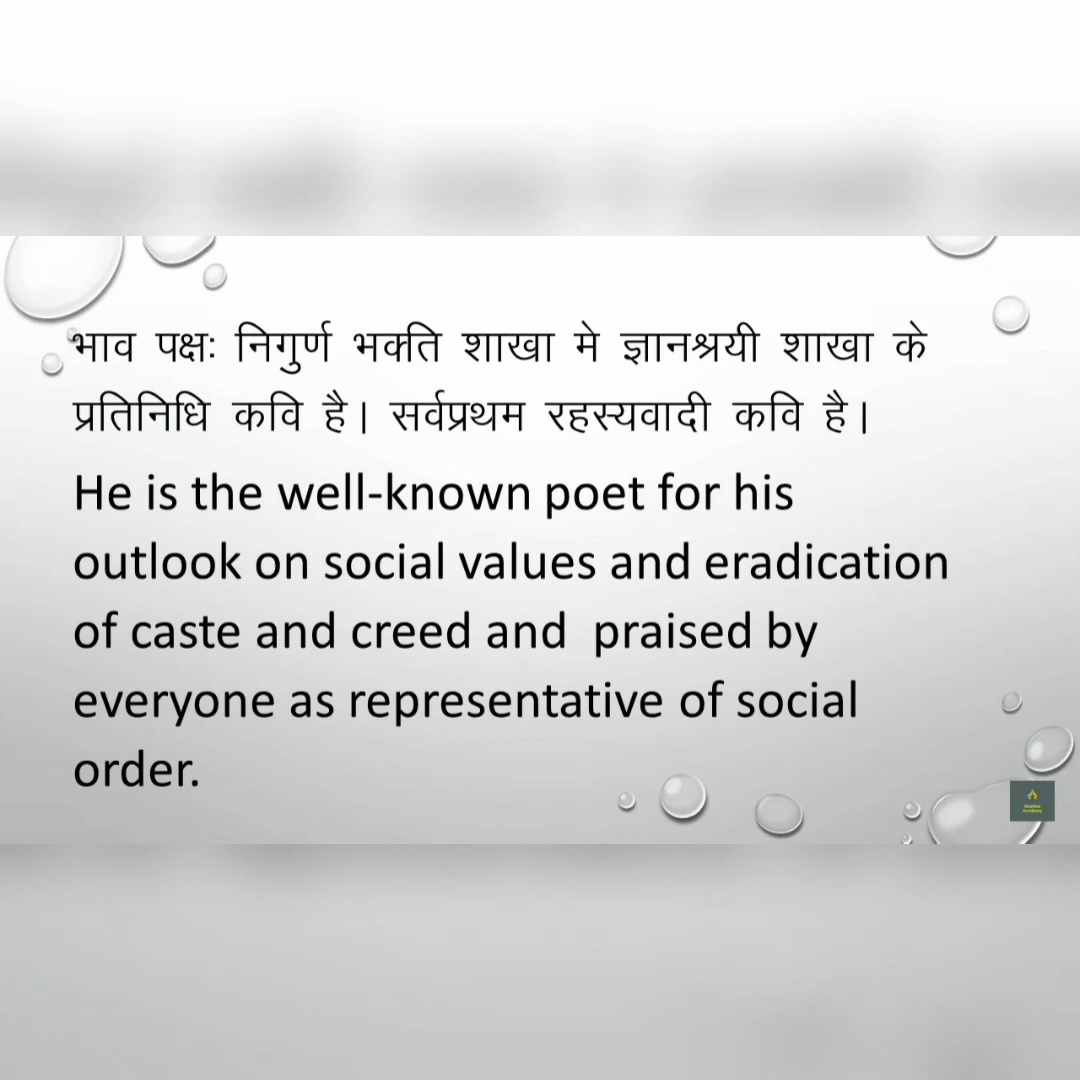 भाव पक्षः निगुर्ण भक्ति शाखा मे ज्ञानश्रयी शाखा के
प्रतिनिधि कवि है। सर्वप्रथम रहस्यवादी कवि है।
He is the well-known poet for his
outlook on social values and eradication
of caste and creed and praised by
everyone as representative of social
order.